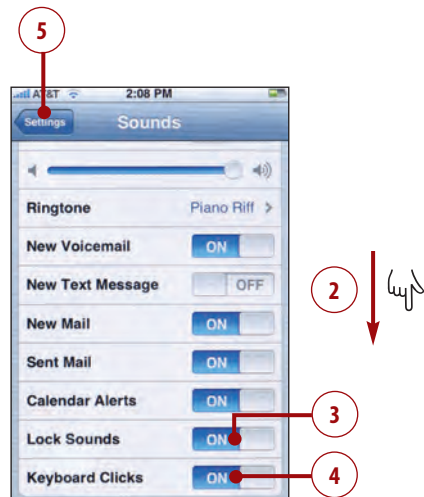 5
AT&T 2:08 PM
Settings Sounds
Ringtone Piano Riff >
New Voicemail ON
New Text Message OFF
2
New Mail ON
Sent Mail ON
Calendar Alerts ON
3
Lock Sounds ON
Keyboard Clicks ON
4